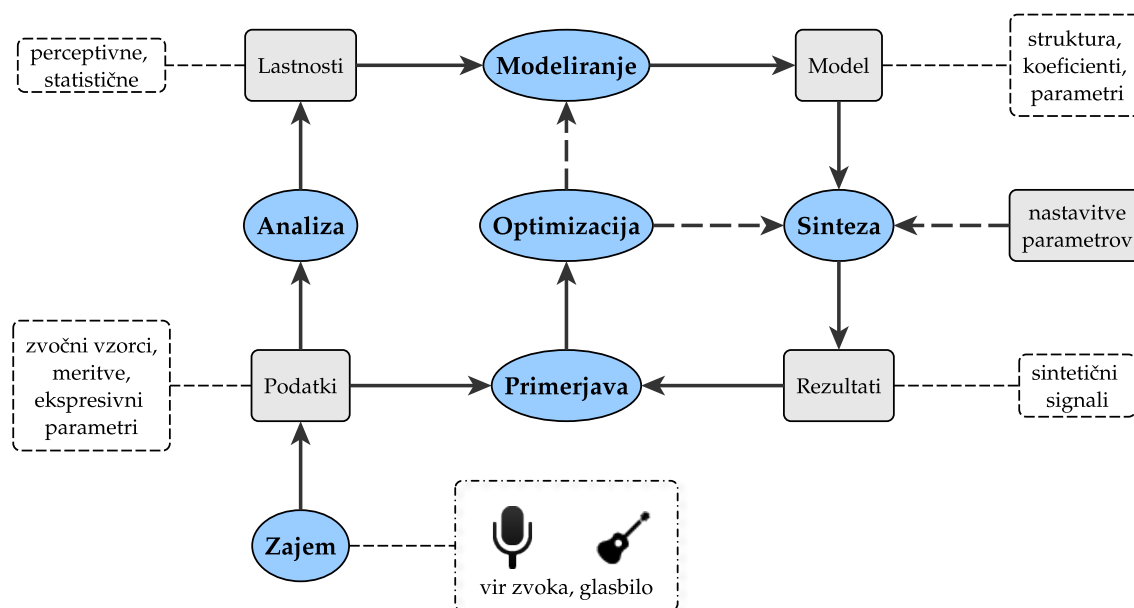 perceptivne,
statistične
Lastnosti
Modeliranje
Model
struktura,
koeficienti,
parametri
Analiza
Optimizacija
Sinteza
nastavitve
parametrov
zvočni vzorci,
meritve,
ekspresivni
parametri
Podatki
Primerjava
Rezultati
sintetični
signali
Zajem
vir zvoka, glasbilo